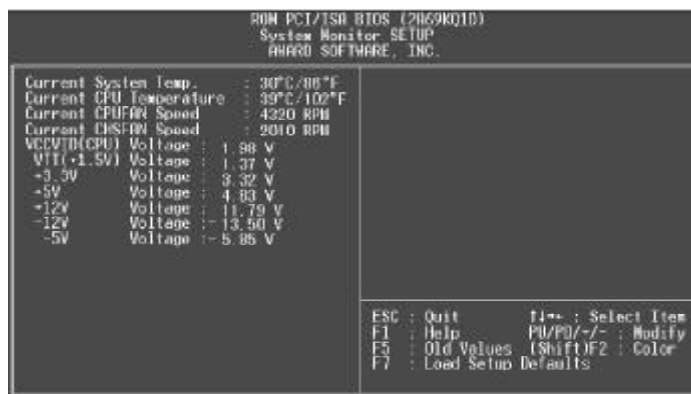 ROM PCI/ISA BIOS (2A69KQ1D)
System Monitor SETUP
AWARD SOFTWARE, INC.
Current System Temp. : 30°C/86°F
Current CPU Temperature : 39°C/102°F
Current CPUFAN Speed : 4320 RPM
Current CHSFAN Speed : 2010 RPM
VCCVID(CPU) Voltage : 1.98 V
VTT(+1.5V) Voltage : 1.37 V
+3.3V Voltage : 3.32 V
+5V Voltage : 4.83 V
+12V Voltage : 11.79 V
-12V Voltage :- 13.50 V
-5V Voltage :- 5.85 V
ESC : Quit ↑↓→← : Select Item
F1 : Help PU/PD/+/- : Modify
F5 : Old Values (Shift)F2 : Color
F7 : Load Setup Defaults